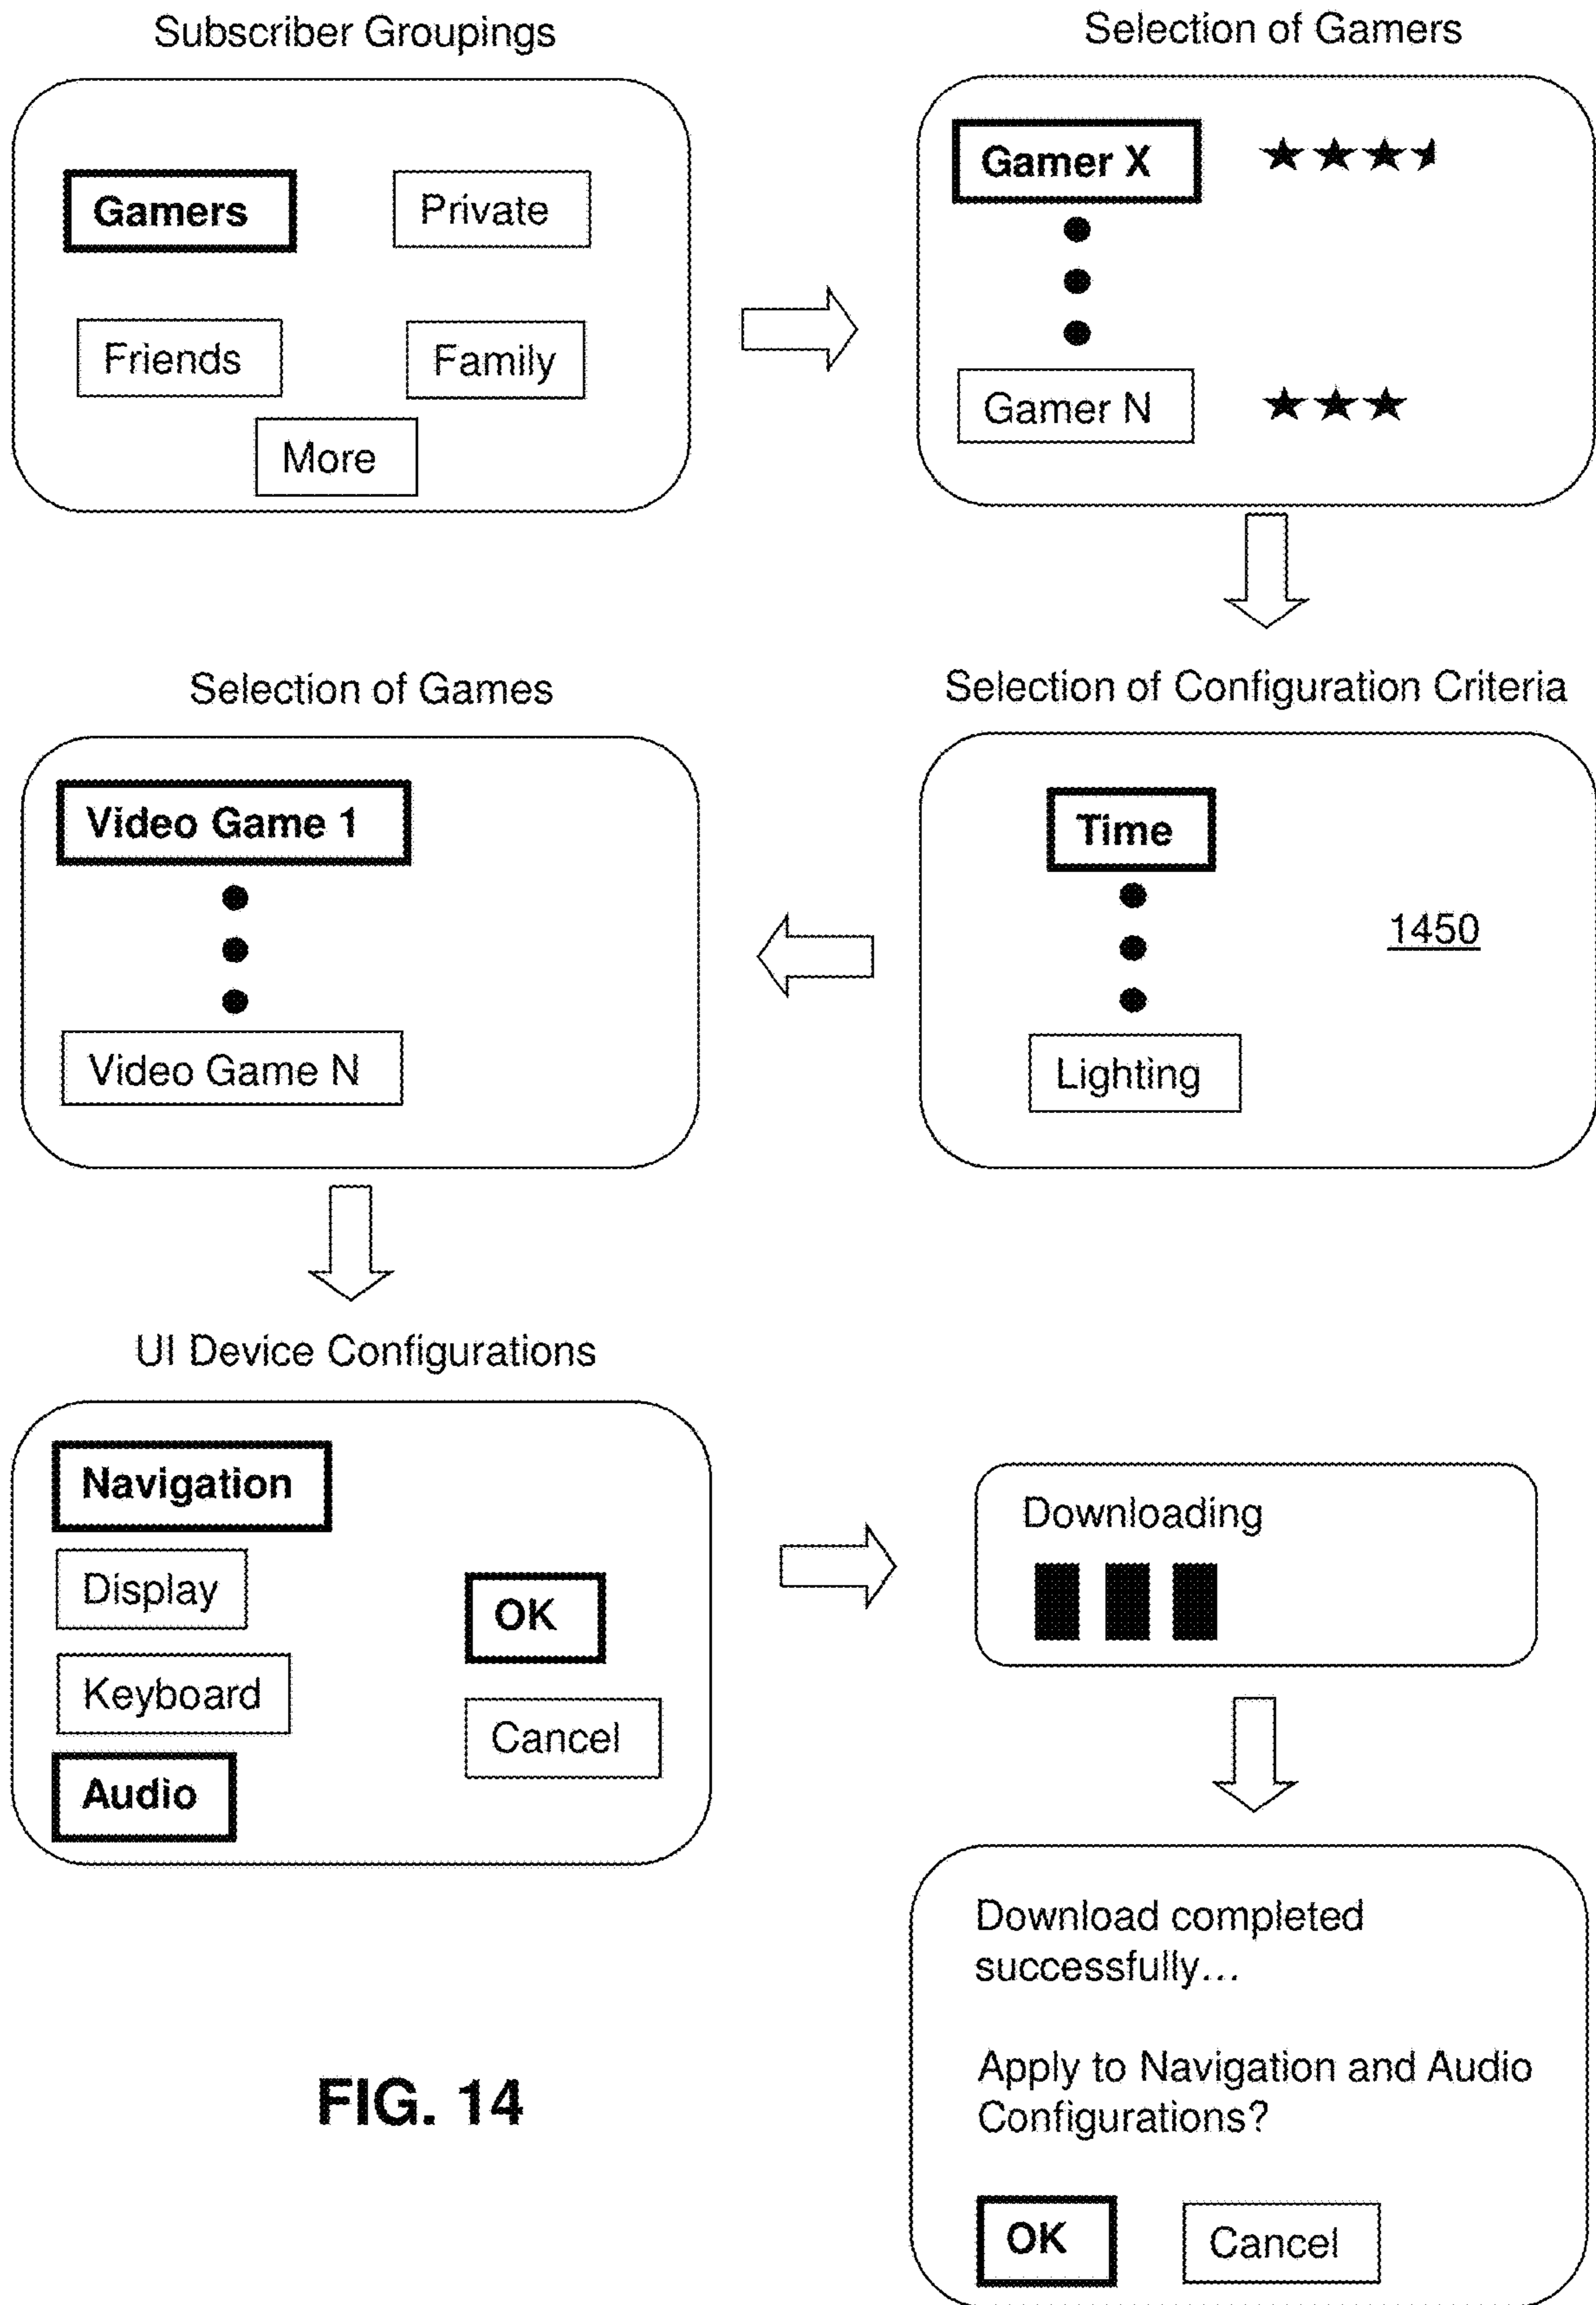 Subscriber Groupings
Gamers
Private
Friends
Family
More
Selection of Gamers
Gamer X
Gamer N
Selection of Configuration Criteria
Time
1450
Lighting
Selection of Games
Video Game 1
Video Game N
UI Device Configurations
Navigation
Display
Keyboard
Audio
OK
Cancel
Downloading
Download completed
successfully...
Apply to Navigation and Audio
Configurations?
OK
Cancel
FIG. 14